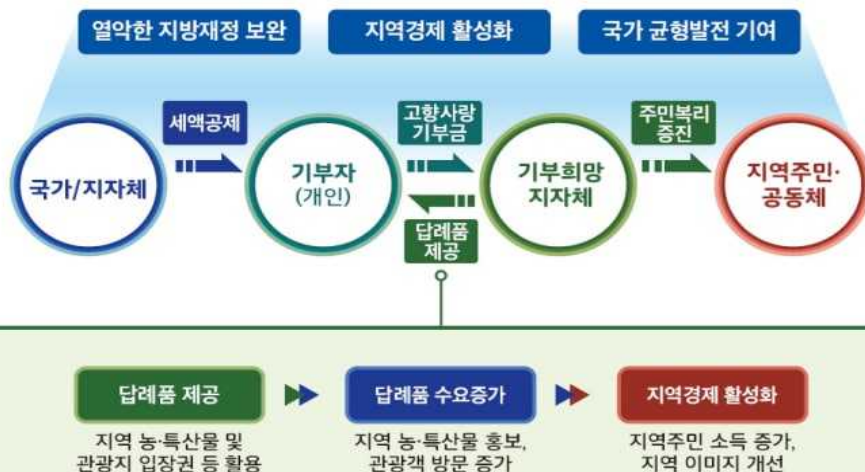 열악한 지방재정 보완
지역경제 활성화
국가 균형발전 기여
국가/지자체
세액공제
기부자
(개인)
고향사랑
기부금
답례품
제공
기부희망
지자체
주민복리
증진
지역주민·
공동체
답례품 제공
지역 농·특산물 및
관광지 입장권 등 활용
답례품 수요증가
지역 농·특산물 홍보,
관광객 방문 증가
지역경제 활성화
지역주민 소득 증가,
지역 이미지 개선